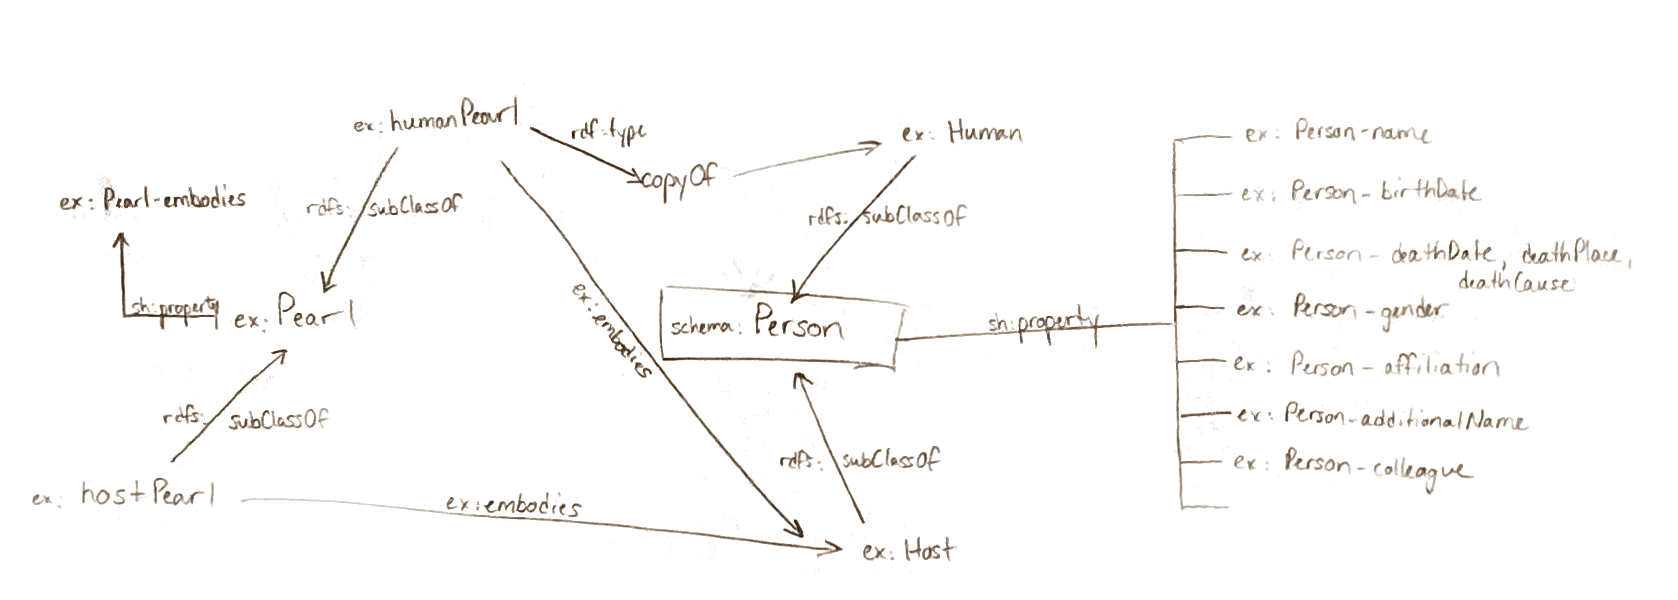 ex: humanPearl
rdf:type
copyOf
ex: Human
ex: Pearl-embodies
rdfs: subClassOf
rdfs: subClassOf
sh:property
ex: Pearl
ex:embodies
schema: Person
sh:property
rdfs: subClassOf
rdfs: subClassOf
ex: hostPearl
ex:embodies
ex: Host
ex: Person-name
ex: Person-birthDate
ex: Person-deathDate, deathPlace,
deathCause
ex: Person-gender
ex: Person-affiliation
ex: Person-additionalName
ex: Person-colleague